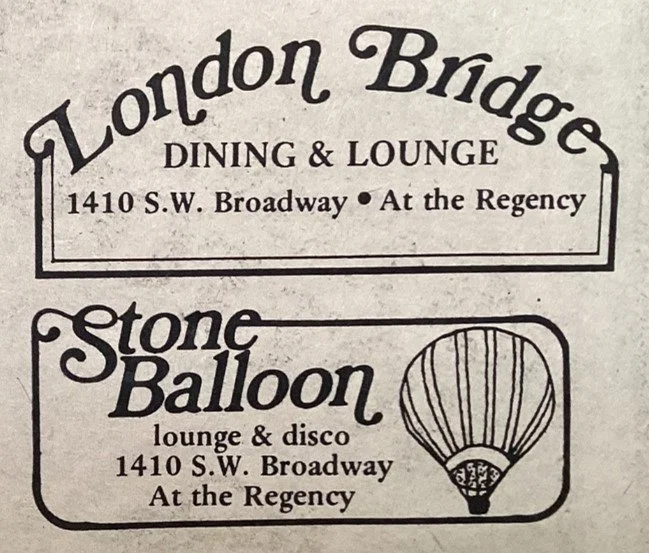 London Bridge
DINING & LOUNGE
1410 S.W. Broadway • At the Regency
Stone
Balloon
lounge & disco
1410 S.W. Broadway
At the Regency